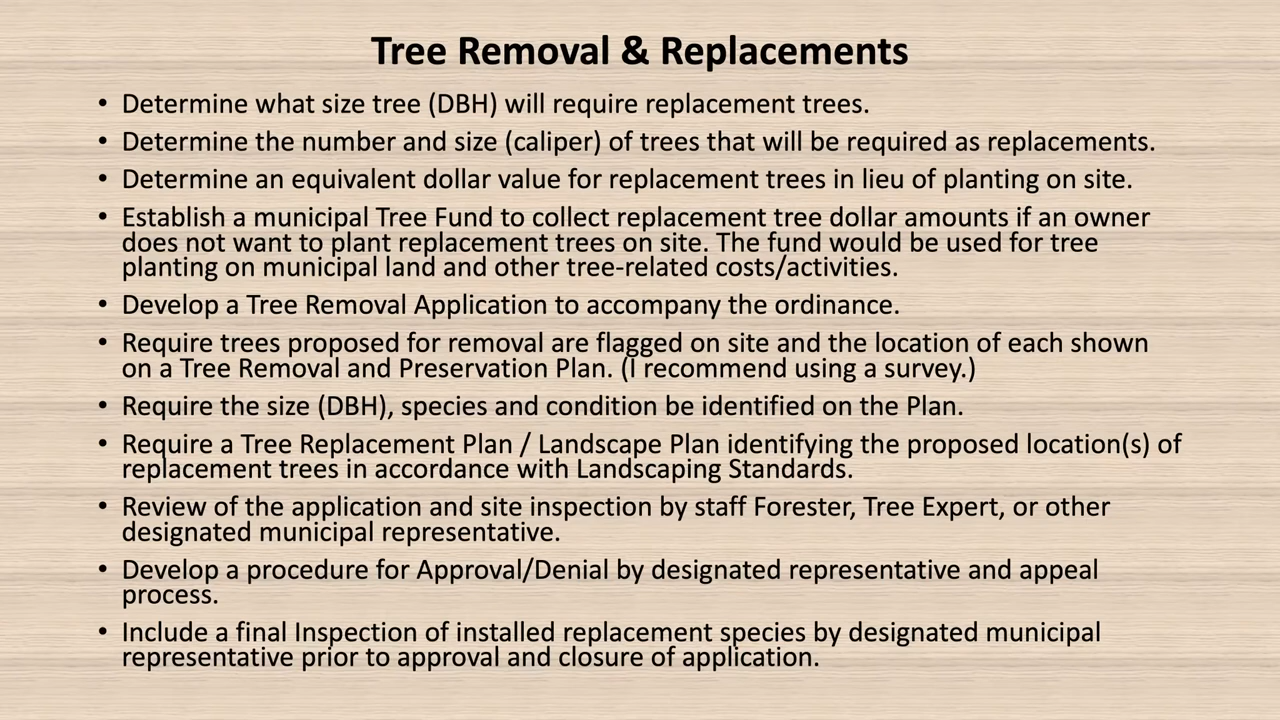 Tree Removal & Replacements
• Determine what size tree (DBH) will require replacement trees.
• Determine the number and size (caliper) of trees that will be required as replacements.
• Determine an equivalent dollar value for replacement trees in lieu of planting on site.
• Establish a municipal Tree Fund to collect replacement tree dollar amounts if an owner
does not want to plant replacement trees on site. The fund would be used for tree
planting on municipal land and other tree-related costs/activities.
• Develop a Tree Removal Application to accompany the ordinance.
• Require trees proposed for removal are flagged on site and the location of each shown
on a Tree Removal and Preservation Plan. (I recommend using a survey.)
• Require the size (DBH), species and condition be identified on the Plan.
• Require a Tree Replacement Plan / Landscape Plan identifying the proposed location(s) of
replacement trees in accordance with Landscaping Standards.
• Review of the application and site inspection by staff Forester, Tree Expert, or other
designated municipal representative.
• Develop a procedure for Approval/Denial by designated representative and appeal
process.
• Include a final Inspection of installed replacement species by designated municipal
representative prior to approval and closure of application.